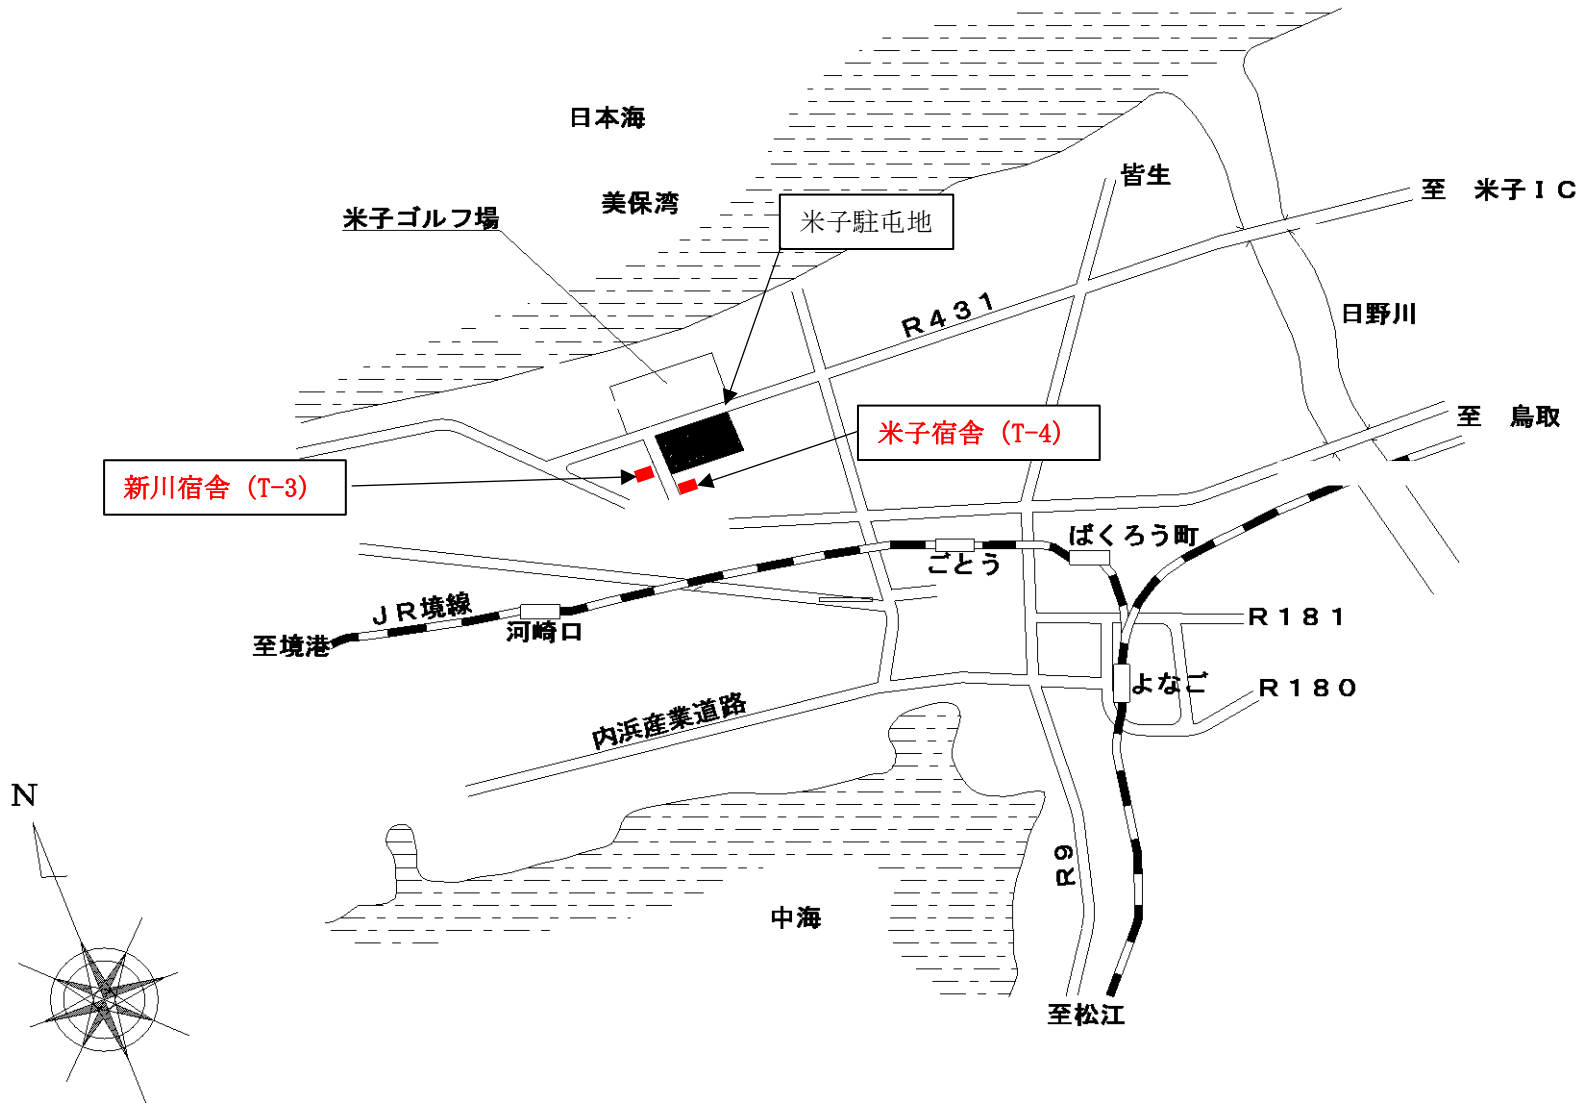 日本海
皆生
至　米子ＩＣ
美保湾
米子ゴルフ場
米子駐屯地
Ｒ４３１
日野川
至　鳥取
米子宿舎（T-4）
新川宿舎（T-3）
ばくろう町
ごとう
ＪＲ境線
河崎口
至境港
Ｒ１８１
よなご
Ｒ１８０
内浜産業道路
N
Ｒ９
中海
至松江